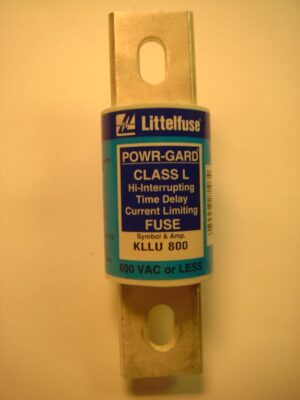 Littelfuse®
POWR-GARD®
CLASS L
Hi-Interrupting
Time Delay
Current Limiting
FUSE
Symbol & Amp.
KLLU 800
600 VAC or LESS